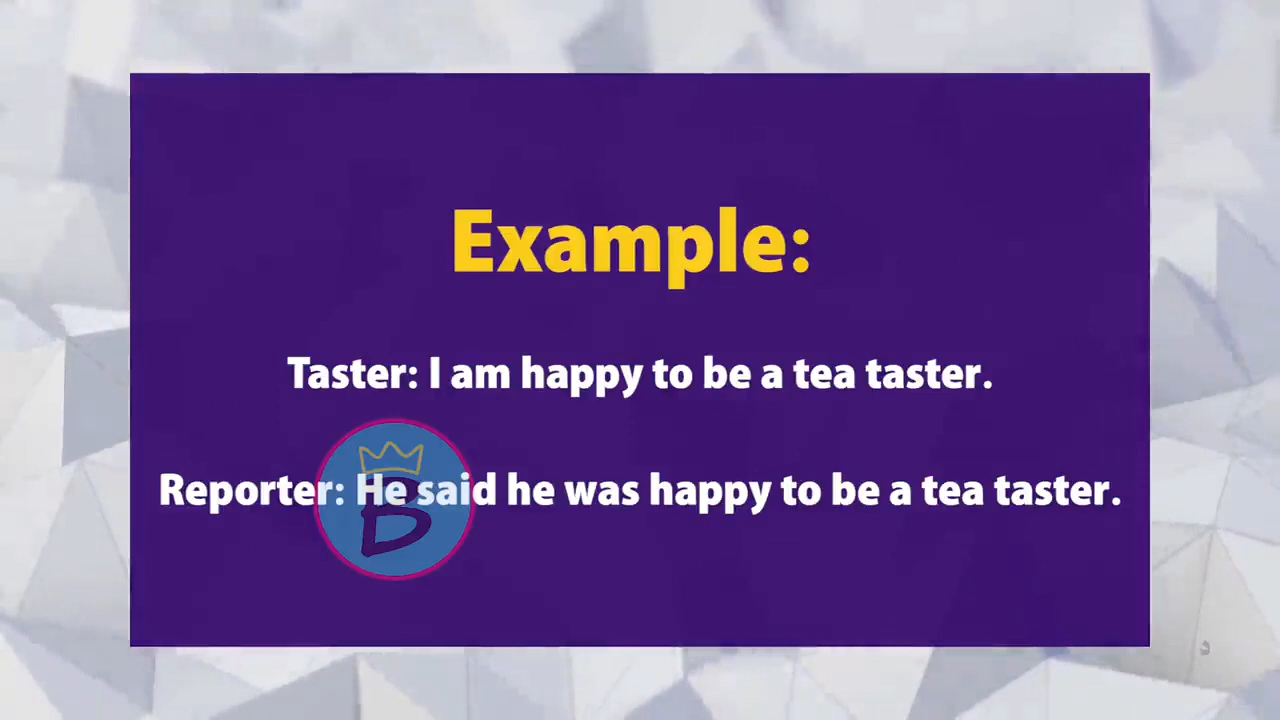 Example:
Taster: I am happy to be a tea taster.
Reporter: He said he was happy to be a tea taster.
B